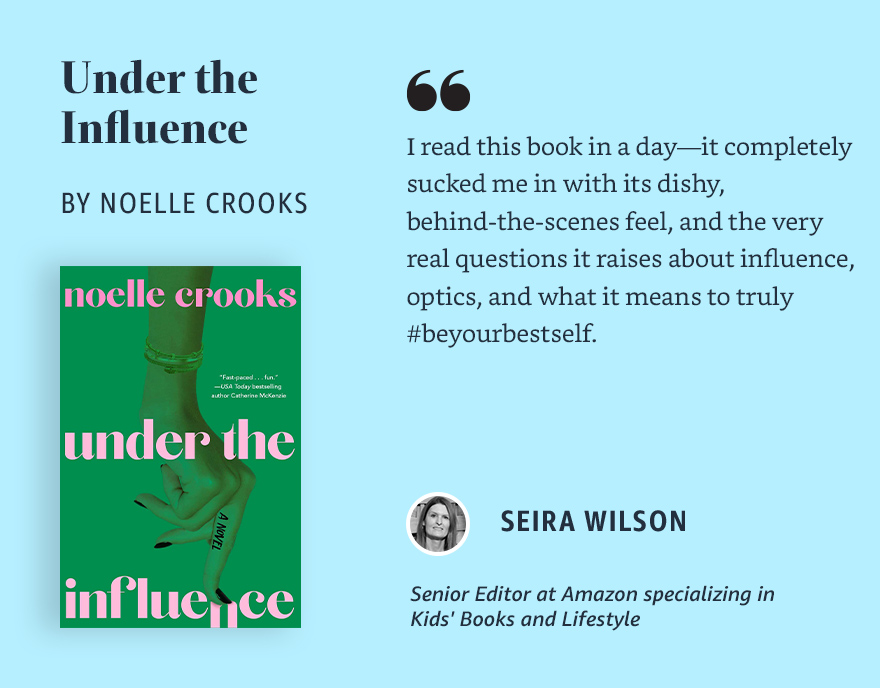 Under the
Influence
BY NOELLE CROOKS
noelle crooks
"Fast-paced . . . fun."
—USA Today bestselling
author Catherine McKenzie
under the
A NOVEL
influence
“
I read this book in a day—it completely
sucked me in with its dishy,
behind-the-scenes feel, and the very
real questions it raises about influence,
optics, and what it means to truly
#beyourbestself.
SEIRA WILSON
Senior Editor at Amazon specializing in
Kids' Books and Lifestyle